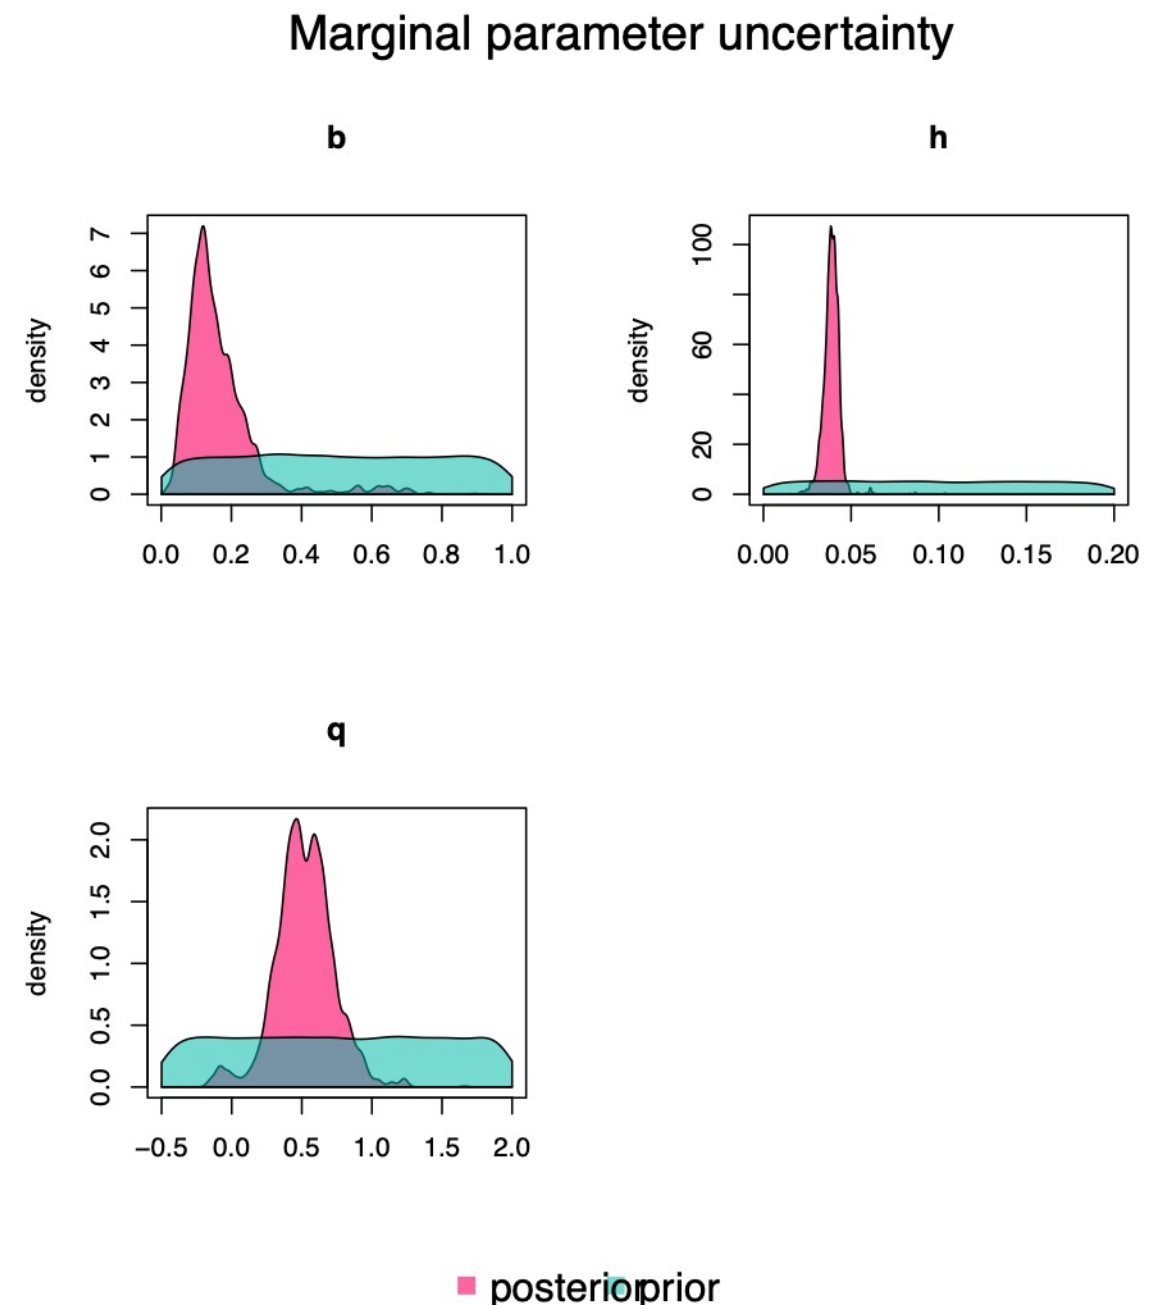 Marginal parameter uncertainty
b
h
density
7
6
5
4
3
2
1
0
0.0 0.2 0.4 0.6 0.8 1.0
density
100
60
20
0
0.00 0.05 0.10 0.15 0.20
q
density
2.0
1.5
1.0
0.5
0.0
−0.5 0.0 0.5 1.0 1.5 2.0
posterior prior